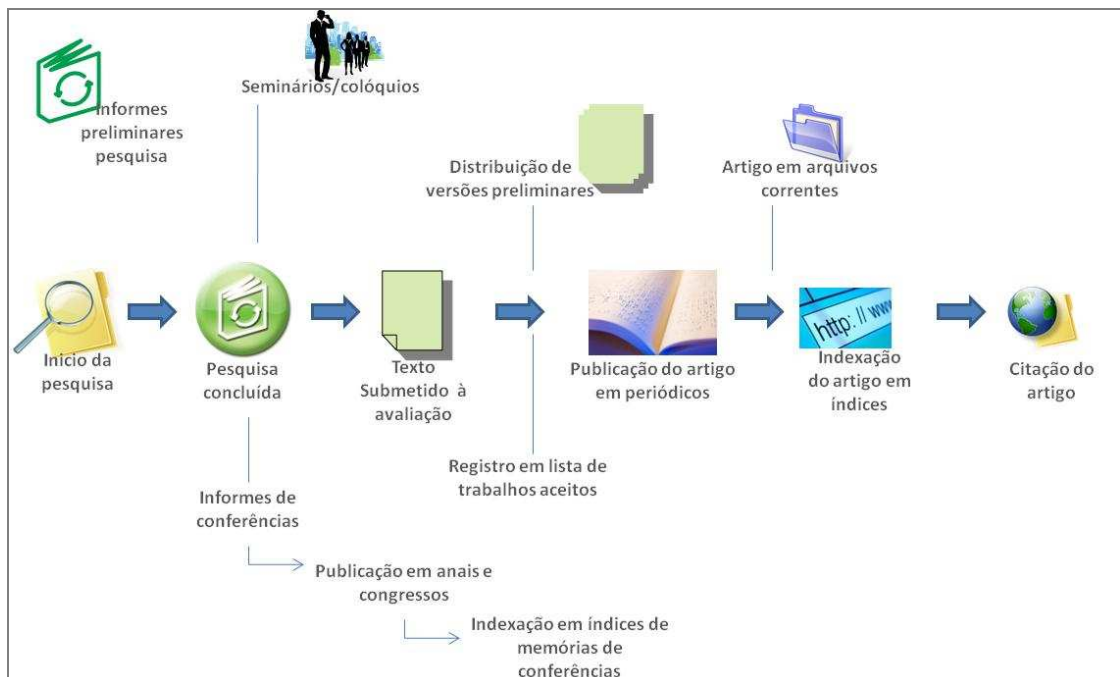 Seminários/colóquios
Informes
preliminares
pesquisa
Distribuição de
versões preliminares
Artigo em arquivos
correntes
http: // www
Início da
pesquisa
Pesquisa
concluída
Texto
Submetido à
avaliação
Publicação do artigo
em periódicos
Indexação
do artigo em
índices
Citação do
artigo
Registro em lista de
trabalhos aceitos
Informes de
conferências
Publicação em anais e
congressos
Indexação em índices de
memórias de
conferências